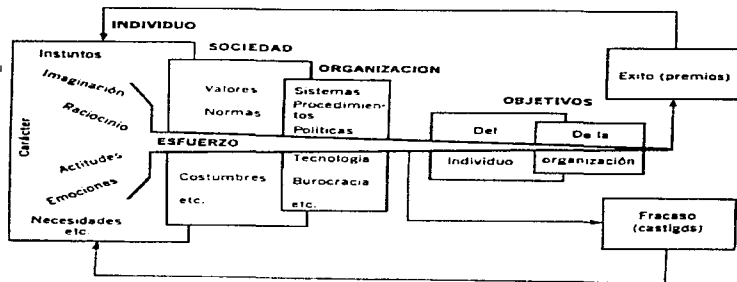 INDIVIDUO
Instintos
Imaginación
Raciocinio
Carácter
Actitudes
Emociones
Necesidades
etc.
SOCIEDAD
Valores
Normas
ESFUERZO
Costumbres
etc.
ORGANIZACION
Sistemas
Procedimien-
tos
Políticas
Tecnología
Burocracia
etc.
OBJETIVOS
Del
Individuo
De la
organización
Exito (premios)
Fracaso
(castigds)